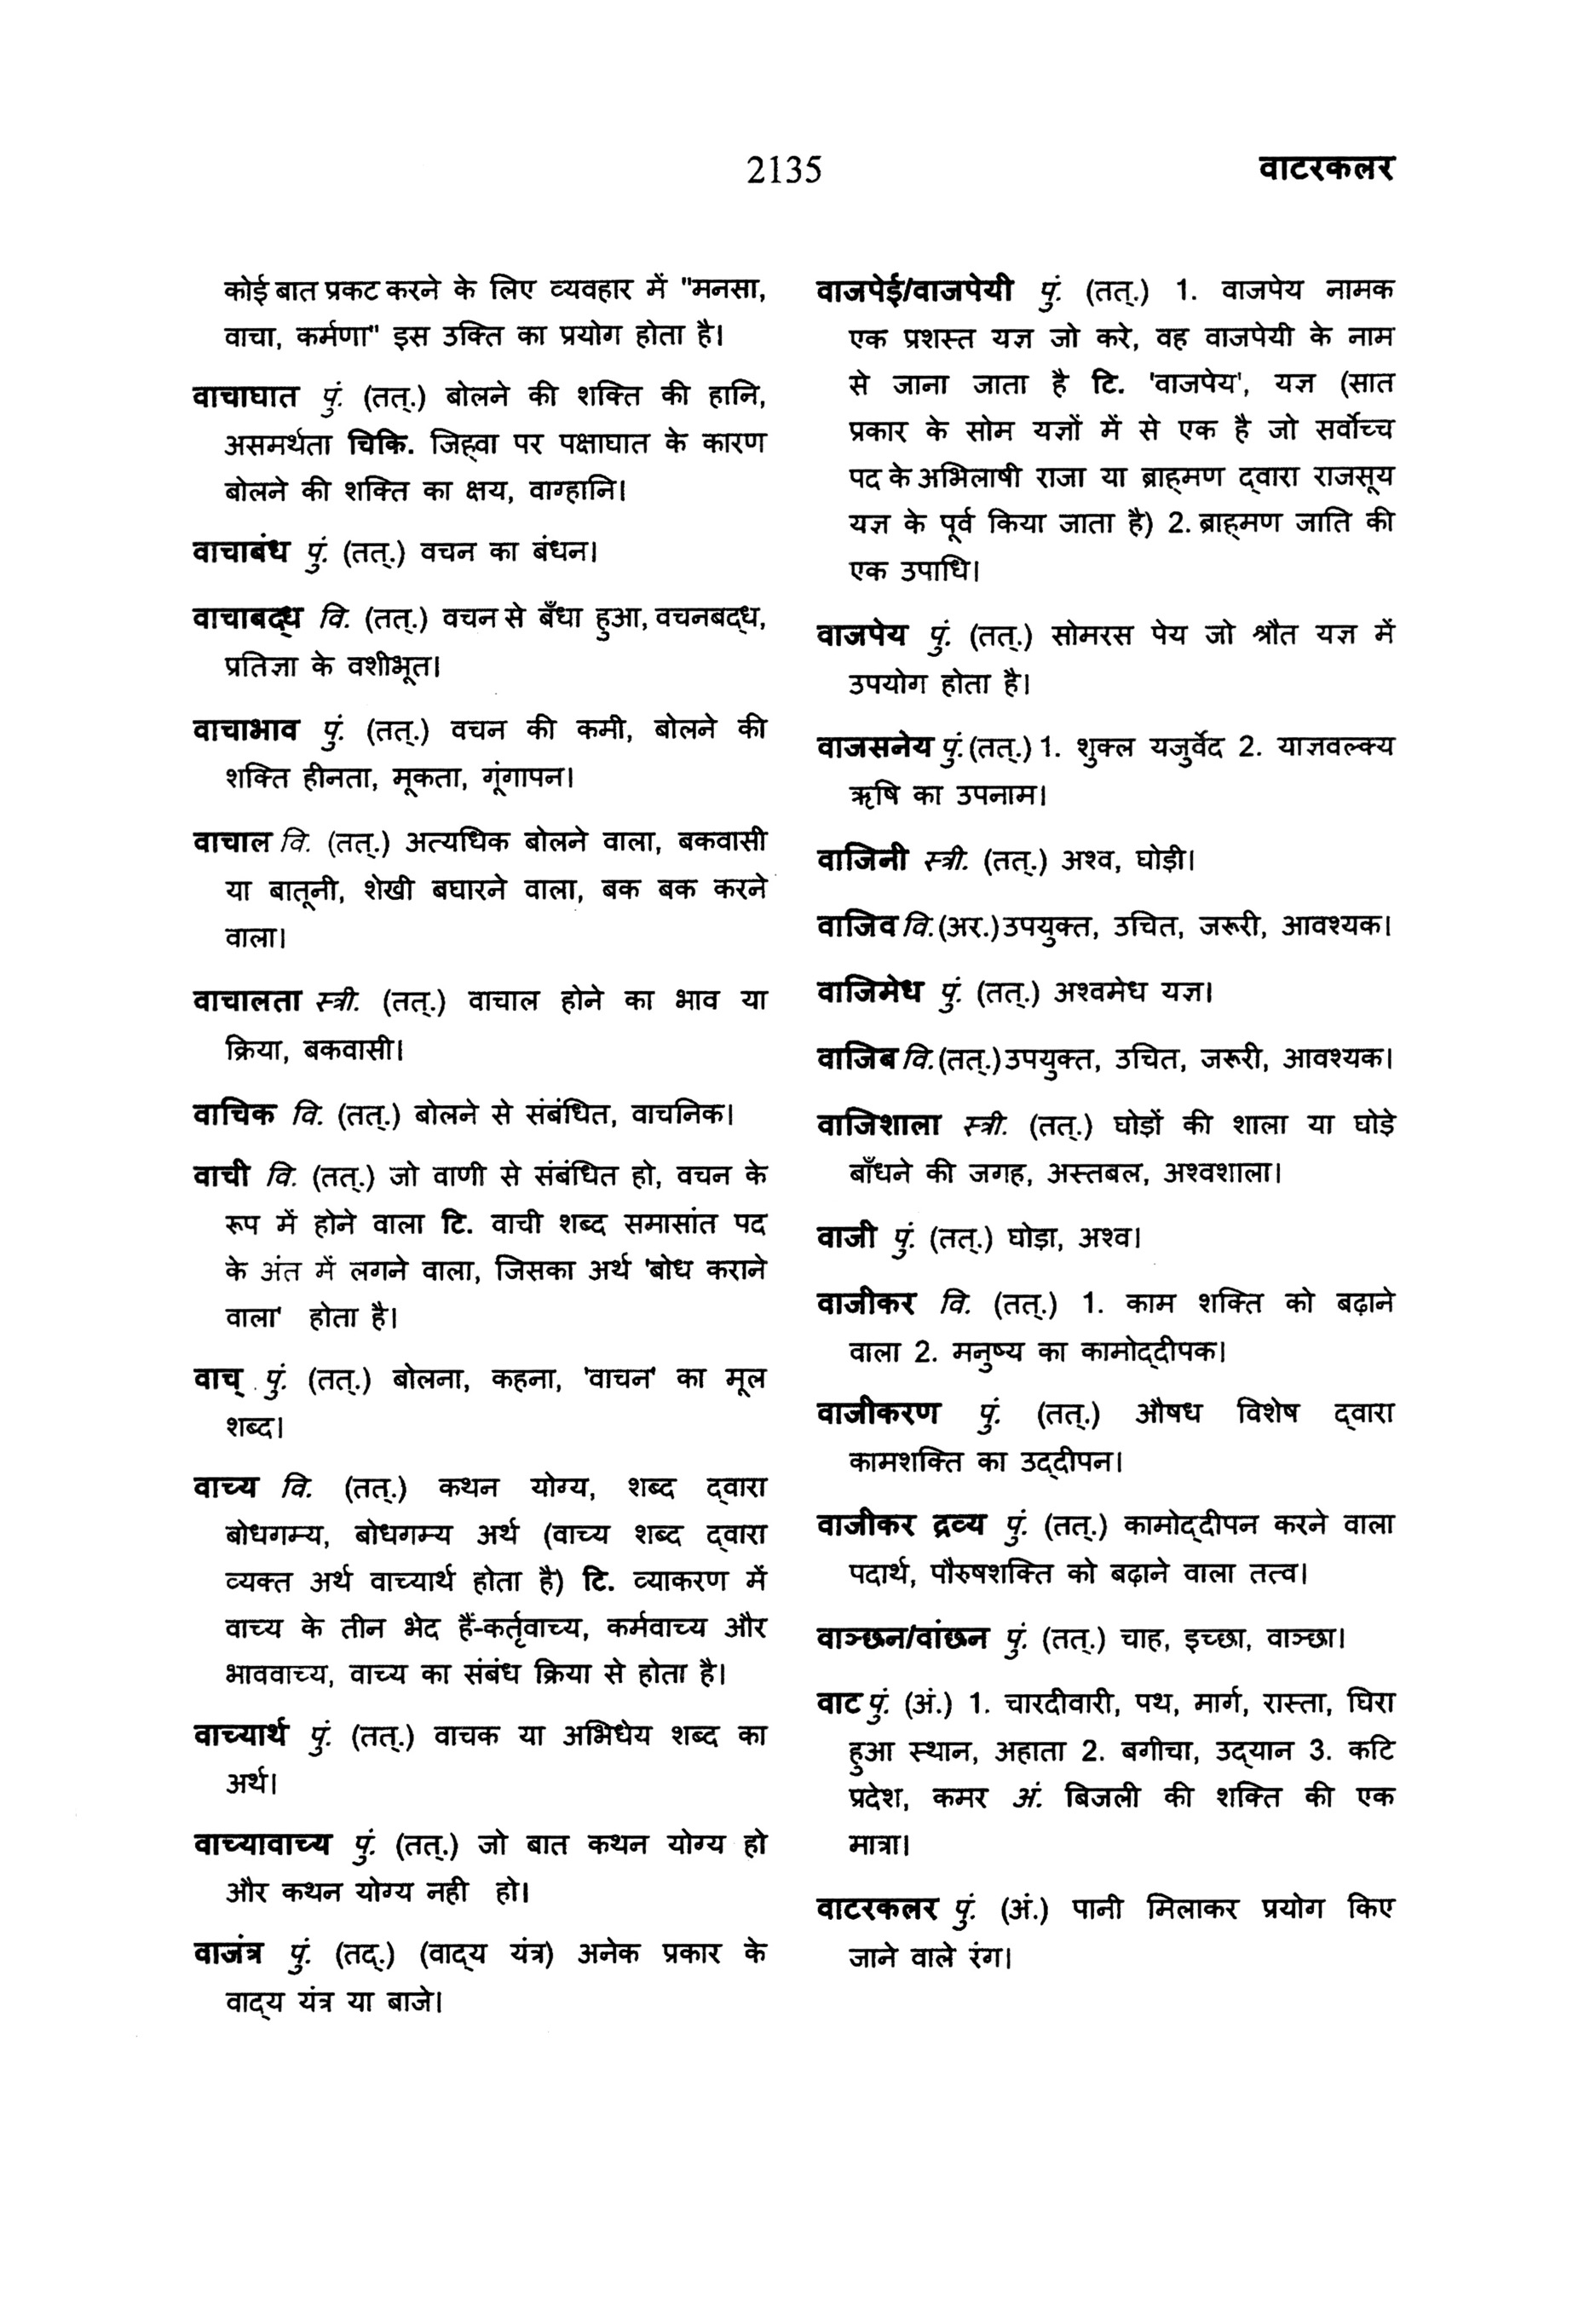 2135
वाटरकलर
कोई बात प्रकट करने के लिए व्यवहार में "मनसा,
वाचा, कर्मणा" इस उक्ति का प्रयोग होता है।
वाचाघात पुं. (तत्.) बोलने की शक्ति की हानि,
असमर्थता चिकि. जिह्वा पर पक्षाघात के कारण
बोलने की शक्ति का क्षय, वाग्हानि।
वाचाबंध पुं. (तत्.) वचन का बंधन।
वाचाबद्ध वि. (तत्.) वचन से बँधा हुआ, वचनबद्ध,
प्रतिज्ञा के वशीभूत।
वाचाभाव पुं. (तत्.) वचन की कमी, बोलने की
शक्ति हीनता, मूकता, गूंगापन।
वाचाल वि. (तत्.) अत्यधिक बोलने वाला, बकवासी
या बातूनी, शेखी बघारने वाला, बक बक करने
वाला।
वाचालता स्त्री. (तत्.) वाचाल होने का भाव या
क्रिया, बकवासी।
वाचिक वि. (तत्.) बोलने से संबंधित, वाचनिक।
वाची वि. (तत्.) जो वाणी से संबंधित हो, वचन के
रूप में होने वाला टि. वाची शब्द समासांत पद
के अंत में लगने वाला, जिसका अर्थ 'बोध कराने
वाला' होता है।
वाच् पुं. (तत्.) बोलना, कहना, 'वाचन' का मूल
शब्द।
वाच्य वि. (तत्.) कथन योग्य, शब्द द्वारा
बोधगम्य, बोधगम्य अर्थ (वाच्य शब्द द्वारा
व्यक्त अर्थ वाच्यार्थ होता है) टि. व्याकरण में
वाच्य के तीन भेद हैं-कर्तृवाच्य, कर्मवाच्य और
भाववाच्य, वाच्य का संबंध क्रिया से होता है।
वाच्यार्थ पुं. (तत्.) वाचक या अभिधेय शब्द का
अर्थ।
वाच्यावाच्य पुं. (तत्.) जो बात कथन योग्य हो
और कथन योग्य नही हो।
वाजंत्र पुं. (तद्.) (वाद्य यंत्र) अनेक प्रकार के
वाद्य यंत्र या बाजे।
वाजपेई/वाजपेयी पुं. (तत्.) 1. वाजपेय नामक
एक प्रशस्त यज्ञ जो करे, वह वाजपेयी के नाम
से जाना जाता है टि. 'वाजपेय', यज्ञ (सात
प्रकार के सोम यज्ञों में से एक है जो सर्वोच्च
पद के अभिलाषी राजा या ब्राह्मण द्वारा राजसूय
यज्ञ के पूर्व किया जाता है) 2. ब्राह्मण जाति की
एक उपाधि।
वाजपेय पुं. (तत्.) सोमरस पेय जो श्रौत यज्ञ में
उपयोग होता है।
वाजसनेय पुं. (तत्.) 1. शुक्ल यजुर्वेद 2. याज्ञवल्क्य
ऋषि का उपनाम।
वाजिनी स्त्री. (तत्.) अश्व, घोड़ी।
वाजिव वि. (अर.) उपयुक्त, उचित, जरूरी, आवश्यक।
वाजिमेध पुं. (तत्.) अश्वमेध यज्ञ।
वाजिब वि. (तत्.) उपयुक्त, उचित, जरूरी, आवश्यक।
वाजिशाला स्त्री. (तत्.) घोड़ों की शाला या घोड़े
बाँधने की जगह, अस्तबल, अश्वशाला।
वाजी पुं. (तत्.) घोड़ा, अश्व।
वाजीकर वि. (तत्.) 1. काम शक्ति को बढ़ाने
वाला 2. मनुष्य का कामोद्दीपक।
वाजीकरण पुं. (तत्.) औषध विशेष द्वारा
कामशक्ति का उद्दीपन।
वाजीकर द्रव्य पुं. (तत्.) कामोद्दीपन करने वाला
पदार्थ, पौरुषशक्ति को बढ़ाने वाला तत्व।
वाञ्छन/वांछन पुं. (तत्.) चाह, इच्छा, वाञ्छा।
वाट पुं. (अं.) 1. चारदीवारी, पथ, मार्ग, रास्ता, घिरा
हुआ स्थान, अहाता 2. बगीचा, उद्यान 3. कटि
प्रदेश, कमर अं. बिजली की शक्ति की एक
मात्रा।
वाटरकलर पुं. (अं.) पानी मिलाकर प्रयोग किए
जाने वाले रंग।